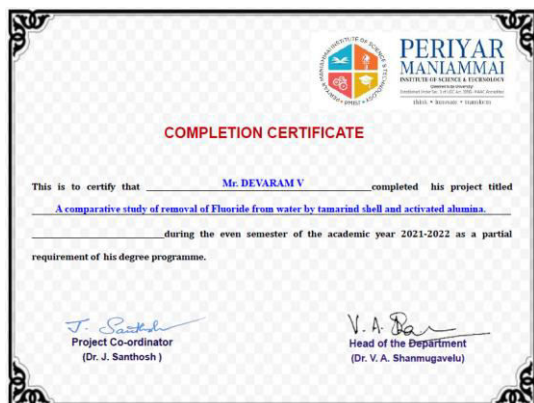 PERIYAR
MANIAMMAI
INSTITUTE OF SCIENCE & TECHNOLOGY
THINK • INNOVATE • TRANSFORM
COMPLETION CERTIFICATE
This is to certify that Mr. DEVARAM V completed his project titled
A comparative study of removal of Fluoride from water by tamarind shell and activated alumina.
during the even semester of the academic year 2021-2022 as a partial
requirement of his degree programme.
J. Santhosh
V. A.
Project Co-ordinator
(Dr. J. Santhosh )
Head of the Department
(Dr. V. A. Shanmugavelu)